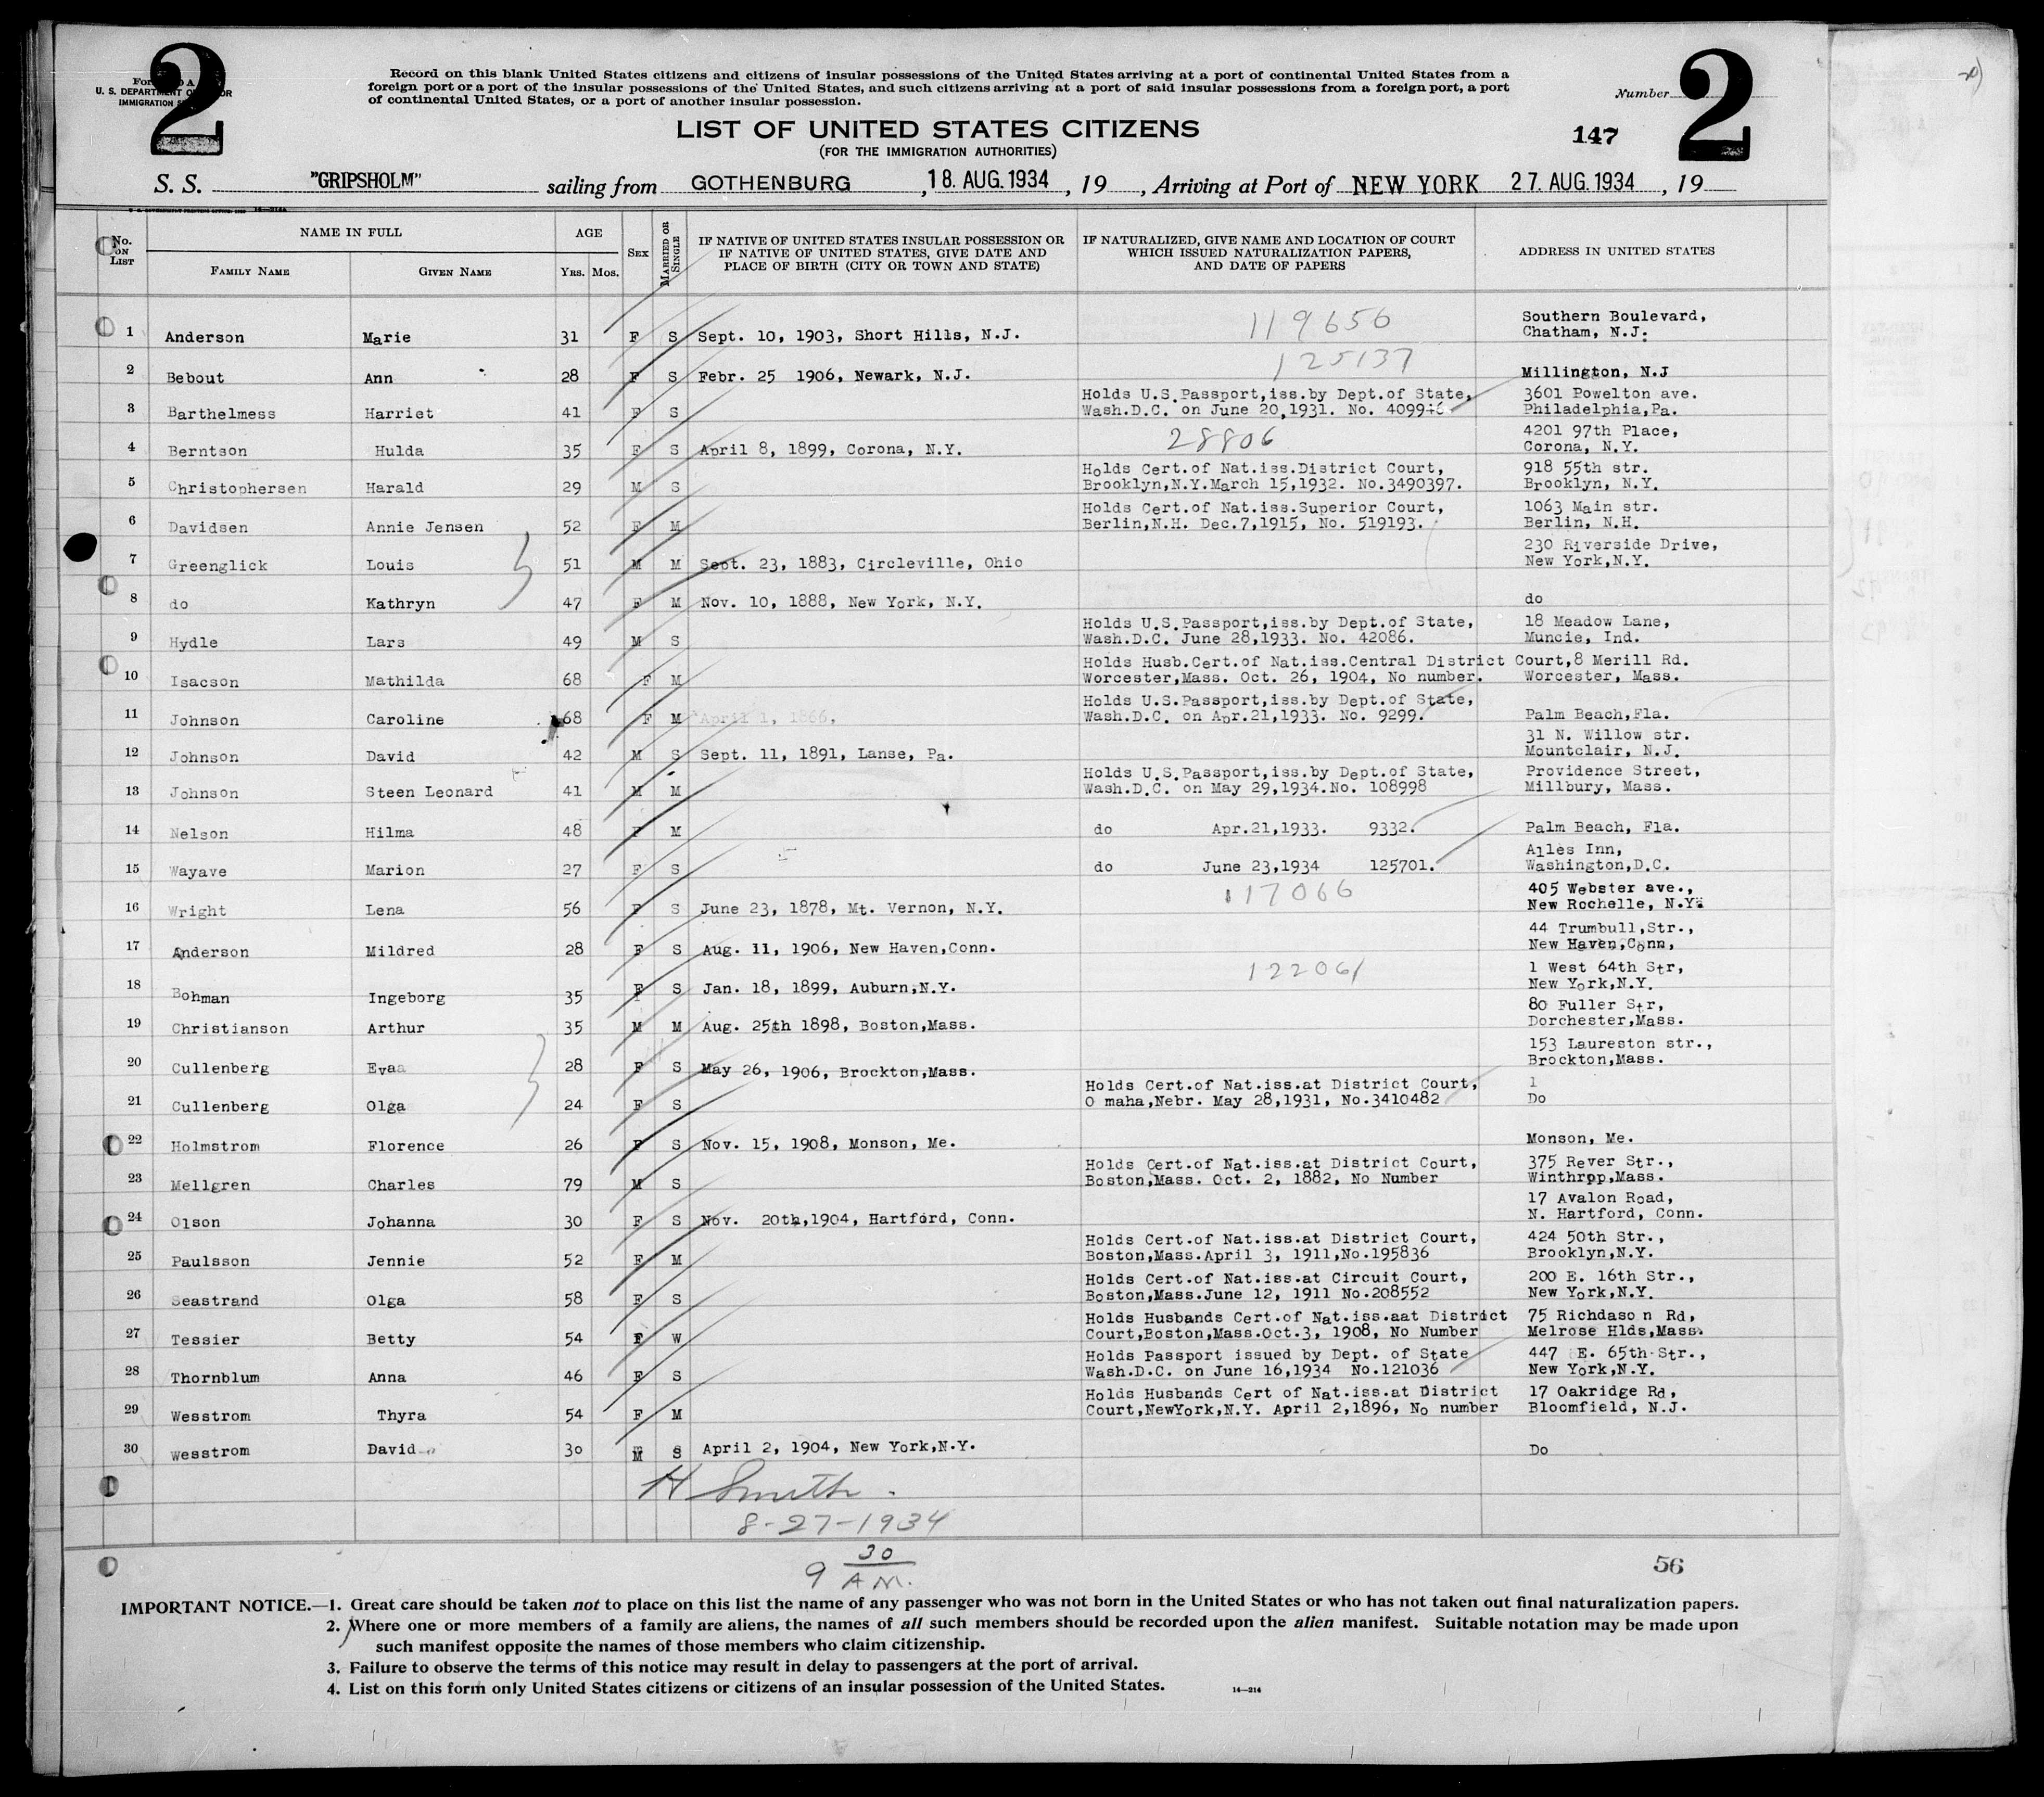 2
2
Form A
U. S. DEPARTMENT OF LABOR
IMMIGRATION
Record on this blank United States citizens and citizens of insular possessions of the United States arriving at a port of continental United States from a
foreign port or a port of the insular possessions of the United States, and such citizens arriving at a port of said insular possessions from a foreign port, a port
of continental United States, or a port of another insular possession.
Number
LIST OF UNITED STATES CITIZENS
(FOR THE IMMIGRATION AUTHORITIES)
147
S. S. "GRIPSHOLM" sailing from GOTHENBURG, 18. AUG. 1934, 19 , Arriving at Port of NEW YORK 27. AUG. 1934, 19
No. ON LIST NAME IN FULL AGE SEX MARRIED OR SINGLE IF NATIVE OF UNITED STATES INSULAR POSSESSION OR IF NATIVE OF UNITED STATES, GIVE DATE AND PLACE OF BIRTH (CITY OR TOWN AND STATE) IF NATURALIZED, GIVE NAME AND LOCATION OF COURT WHICH ISSUED NATURALIZATION PAPERS, AND DATE OF PAPERS ADDRESS IN UNITED STATES
FAMILY NAME GIVEN NAME YRS. MOS.
119656 Southern Boulevard,
1 Anderson Marie 31 F S Sept. 10, 1903, Short Hills, N.J. Chatham, N.J.
125137
2 Bebout Ann 28 F S Febr. 25 1906, Newark, N.J. Millington, N.J
Holds U.S.Passport,iss.by Dept.of State, 3601 Powelton ave.
3 Barthelmess Harriet 41 F S Wash.D.C. on June 20,1931. No. 409946 Philadelphia,Pa.
28806 4201 97th Place,
4 Berntson Hulda 35 F S April 8, 1899, Corona, N.Y. Corona, N.Y.
Holds Cert.of Nat.iss.District Court, 918 55th str.
5 Christophersen Harald 29 M S Brooklyn,N.Y.March 15,1932. No.3490397. Brooklyn, N.Y.
Holds Cert.of Nat.iss.Superior Court, 1063 Main str.
6 Davidsen Annie Jensen 52 F M Berlin,N.H. Dec.7,1915, No. 519193. Berlin, N.H.
230 Riverside Drive,
7 Greenglick Louis 51 M M Sept. 23, 1883, Circleville, Ohio New York,N.Y.
8 do Kathryn 47 F M Nov. 10, 1888, New York, N.Y. do
Holds U.S.Passport,iss.by Dept.of State, 18 Meadow Lane,
9 Hydle Lars 49 M S Wash.D.C. June 28,1933. No. 42086. Muncie, Ind.
Holds Husb.Cert.of Nat.iss.Central District Court, 8 Merill Rd.
10 Isacson Mathilda 68 F M Worcester,Mass. Oct. 26, 1904, No number. Worcester, Mass.
Holds U.S.Passport,iss.by Dept.of State,
11 Johnson Caroline 68 F M April 1, 1866, Wash.D.C. on Apr.21,1933. No. 9299. Palm Beach,Fla.
31 N. Willow str.
12 Johnson David 42 M S Sept. 11, 1891, Lanse, Pa. Mountclair, N.J.
Holds U.S.Passport,iss.by Dept.of State, Providence Street,
13 Johnson Steen Leonard 41 M M Wash.D.C. on May 29,1934.No. 108998 Millbury, Mass.
14 Nelson Hilma 48 F M do Apr.21,1933. 9332. Palm Beach, Fla.
Alles Inn,
15 Wayave Marion 27 F S do June 23,1934 125701. Washington,D.C.
117066 405 Webster ave.,
16 Wright Lena 56 F S June 23, 1878, Mt. Vernon, N.Y. New Rochelle, N.Y.
44 Trumbull,Str.,
17 Anderson Mildred 28 F S Aug. 11, 1906, New Haven,Conn. New Haven,Conn,
122061 1 West 64th Str,
18 Bohman Ingeborg 35 F S Jan. 18, 1899, Auburn,N.Y. New York,N.Y.
80 Fuller Str,
19 Christianson Arthur 35 M M Aug. 25th 1898, Boston,Mass. Dorchester,Mass.
153 Laureston str.,
20 Cullenberg Evaa 28 F S May 26, 1906, Brockton,Mass. Brockton,Mass.
Holds Cert.of Nat.iss.at District Court, 1
21 Cullenberg Olga 24 F S O maha,Nebr. May 28,1931, No.3410482 Do
22 Holmstrom Florence 26 F S Nov. 15, 1908, Monson, Me. Monson, Me.
Holds Cert.of Nat.iss.at District Court, 375 Rever Str.,
23 Mellgren Charles 79 M S Boston,Mass. Oct. 2, 1882, No Number Winthrpp,Mass.
17 Avalon Road,
24 Olson Johanna 30 F S Nov. 20th,1904, Hartford, Conn. N. Hartford, Conn.
Holds Cert.of Nat.iss.at District Court, 424 50th Str.,
25 Paulsson Jennie 52 F M Boston,Mass.April 3, 1911,No.195836 Brooklyn,N.Y.
Holds Cert.of Nat.iss.at Circuit Court, 200 E. 16th Str.,
26 Seastrand Olga 58 F S Boston,Mass.June 12, 1911 No.208552 New York,N.Y.
Holds Husbands Cert.of Nat.iss.aat District 75 Richdaso n Rd,
27 Tessier Betty 54 F W Court,Boston,Mass.Oct.3, 1908, No Number Melrose Hlds,Mass.
Holds Passport issued by Dept. of State 447 E. 65th Str.,
28 Thornblum Anna 46 F S Wash.D.C. on June 16,1934 No.121036 New York,N.Y.
Holds Husbands Cert of Nat.iss.at District 17 Oakridge Rd,
29 Wesstrom Thyra 54 F M Court,NewYork,N.Y. April 2,1896, No number Bloomfield, N.J.
30 Wesstrom David 30 M S April 2, 1904, New York,N.Y. Do
H Smith.
8-27-1934
9 30 A.M.
56
IMPORTANT NOTICE.—1. Great care should be taken not to place on this list the name of any passenger who was not born in the United States or who has not taken out final naturalization papers.
2. Where one or more members of a family are aliens, the names of all such members should be recorded upon the alien manifest. Suitable notation may be made upon
such manifest opposite the names of those members who claim citizenship.
3. Failure to observe the terms of this notice may result in delay to passengers at the port of arrival.
4. List on this form only United States citizens or citizens of an insular possession of the United States.
14—214